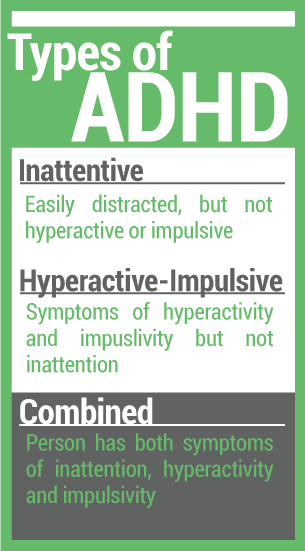 Types of
ADHD
Inattentive
Easily distracted, but not
hyperactive or impulsive
Hyperactive-Impulsive
Symptoms of hyperactivity
and impuslivity but not
inattention
Combined
Person has both symptoms
of inattention, hyperactivity
and impulsivity